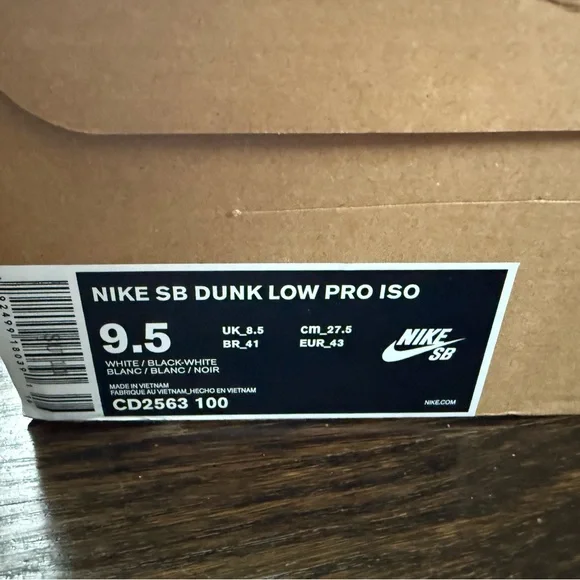 NIKE SB DUNK LOW PRO ISO
9.5
UK_8.5
cm_27.5
BR_41
EUR_43
NIKE
SB
WHITE / BLACK-WHITE
BLANC / BLANC / NOIR
MADE IN VIETNAM
FABRIQUE AU VIETNAM_HECHO EN VIETNAM
CD2563 100
NIKE.COM